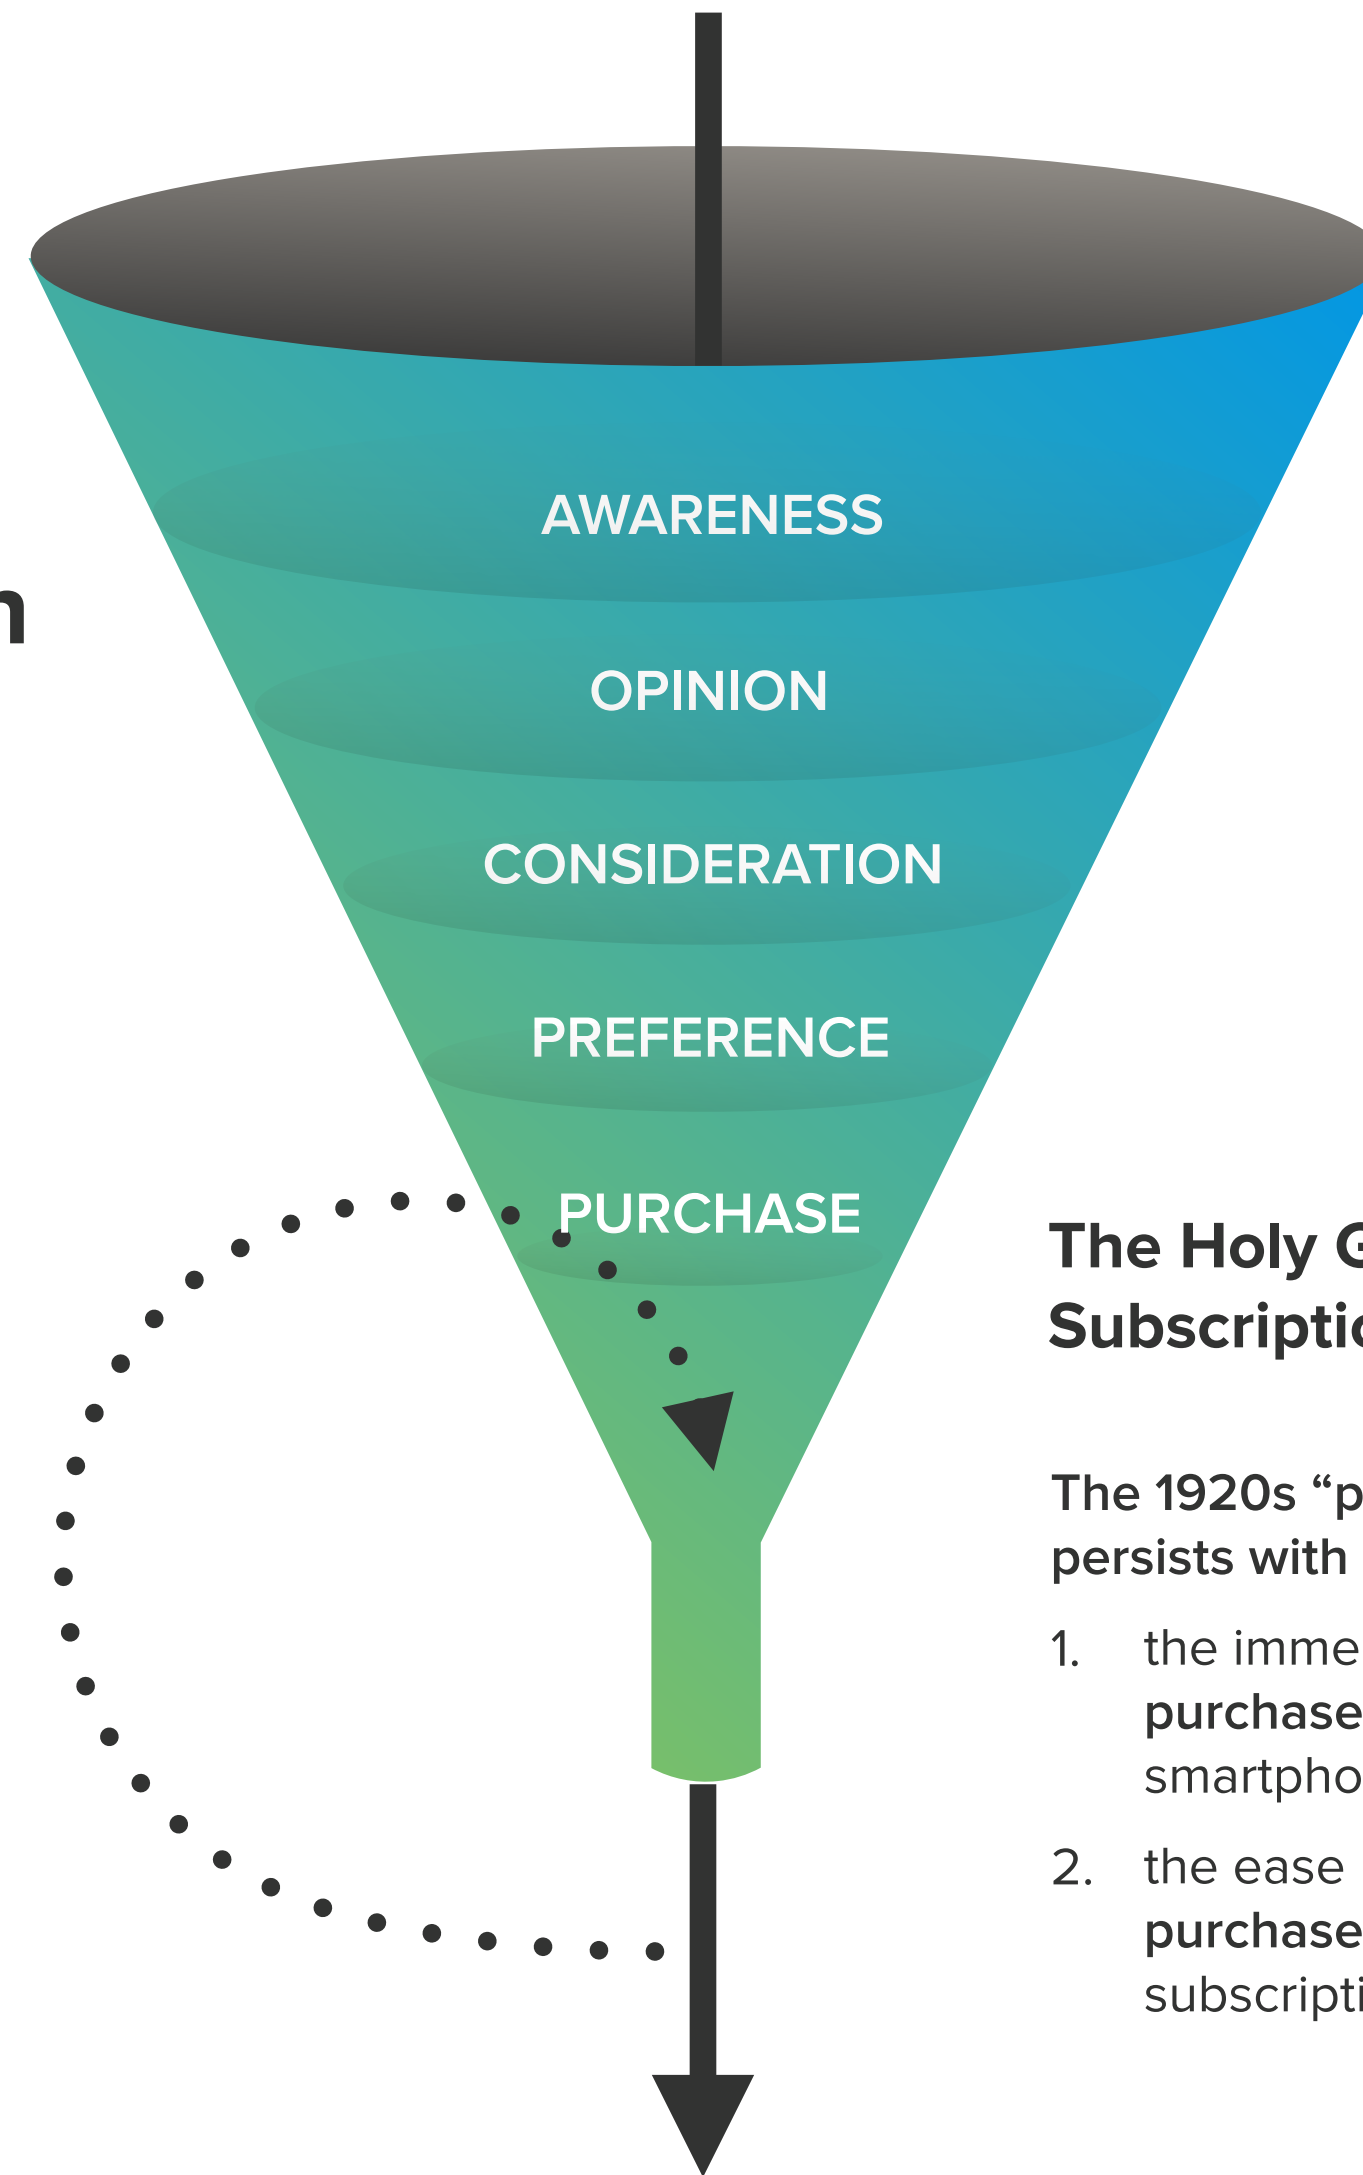 AWARENESS
n
OPINION
CONSIDERATION
PREFERENCE
PURCHASE
The Holy G
Subscriptio
The 1920s “p
persists with
1. the imme
purchase
smartpho
2. the ease
purchase
subscripti